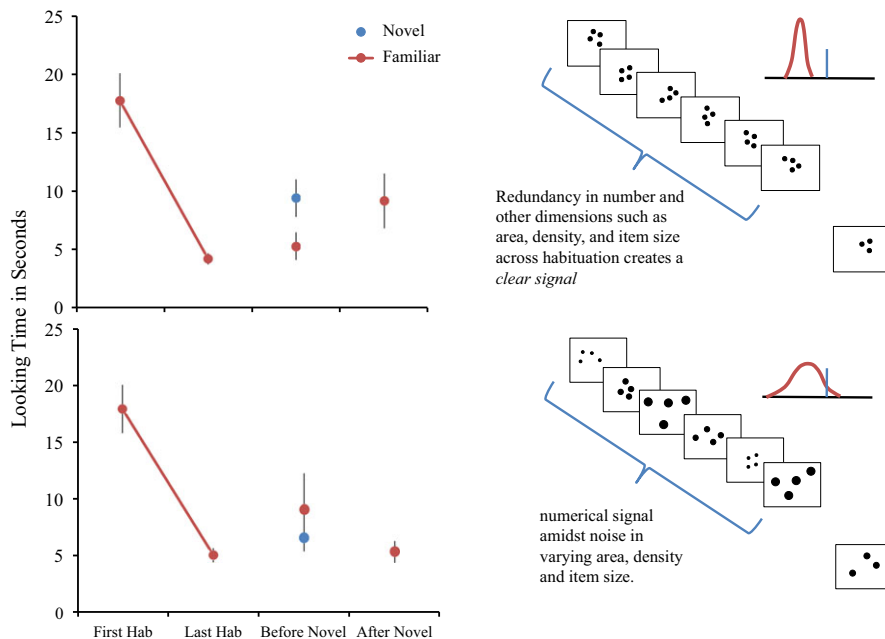 25
20
15
10
5
0
Novel
Familiar
Redundancy in number and
other dimensions such as
area, density, and item size
across habituation creates a
clear signal
Looking Time in Seconds
25
20
15
10
5
0
First Hab
Last Hab
Before Novel
After Novel
numerical signal
amidst noise in
varying area, density
and item size.